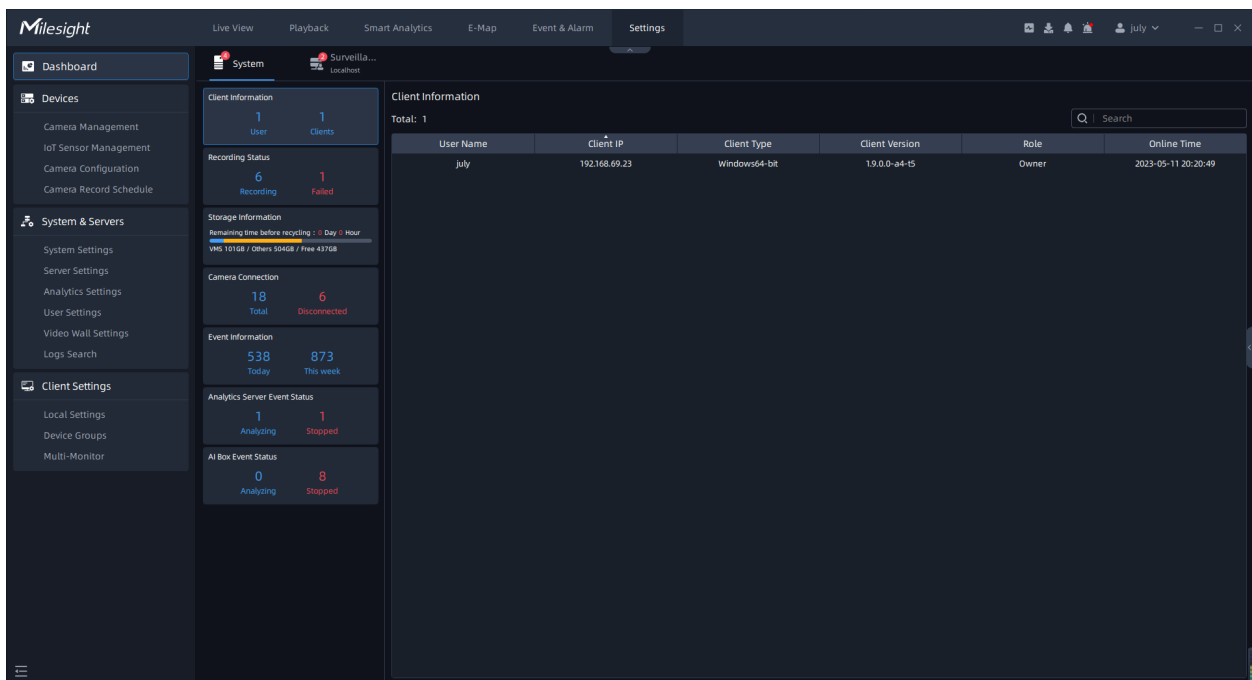 Milesight
Live View
Playback
Smart Analytics
E-Map
Event & Alarm
Settings
july
Dashboard
Devices
Camera Management
IoT Sensor Management
Camera Configuration
Camera Record Schedule
System & Servers
System Settings
Server Settings
Analytics Settings
User Settings
Video Wall Settings
Logs Search
Client Settings
Local Settings
Device Groups
Multi-Monitor
4
System
2
Surveilla...
Localhost
Client Information
1 1
User Clients
Recording Status
6 1
Recording Failed
Storage Information
Remaining time before recycling : 0 Day 0 Hour
VMS 101GB / Others 504GB / Free 437GB
Camera Connection
18 6
Total Disconnected
Event Information
538 873
Today This week
Analytics Server Event Status
1 1
Analyzing Stopped
AI Box Event Status
0 8
Analyzing Stopped
Client Information
Total: 1
Search
User Name Client IP Client Type Client Version Role Online Time
july 192.168.69.23 Windows64-bit 1.9.0.0-a4-t5 Owner 2023-05-11 20:20:49